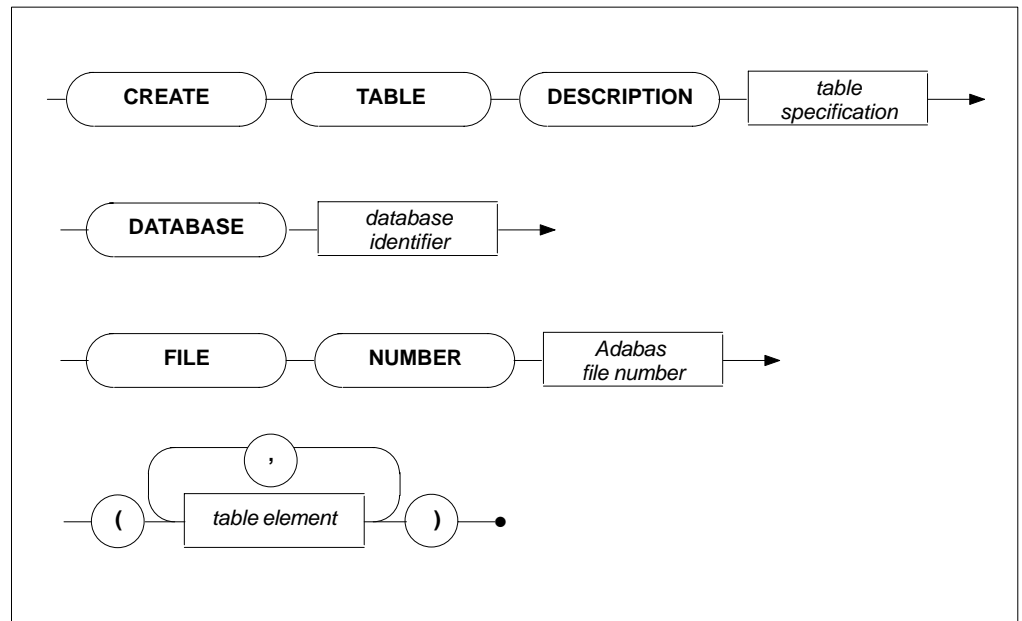 CREATE TABLE DESCRIPTION table
specification
DATABASE database
identifier
FILE NUMBER Adabas
file number
,
( table element )